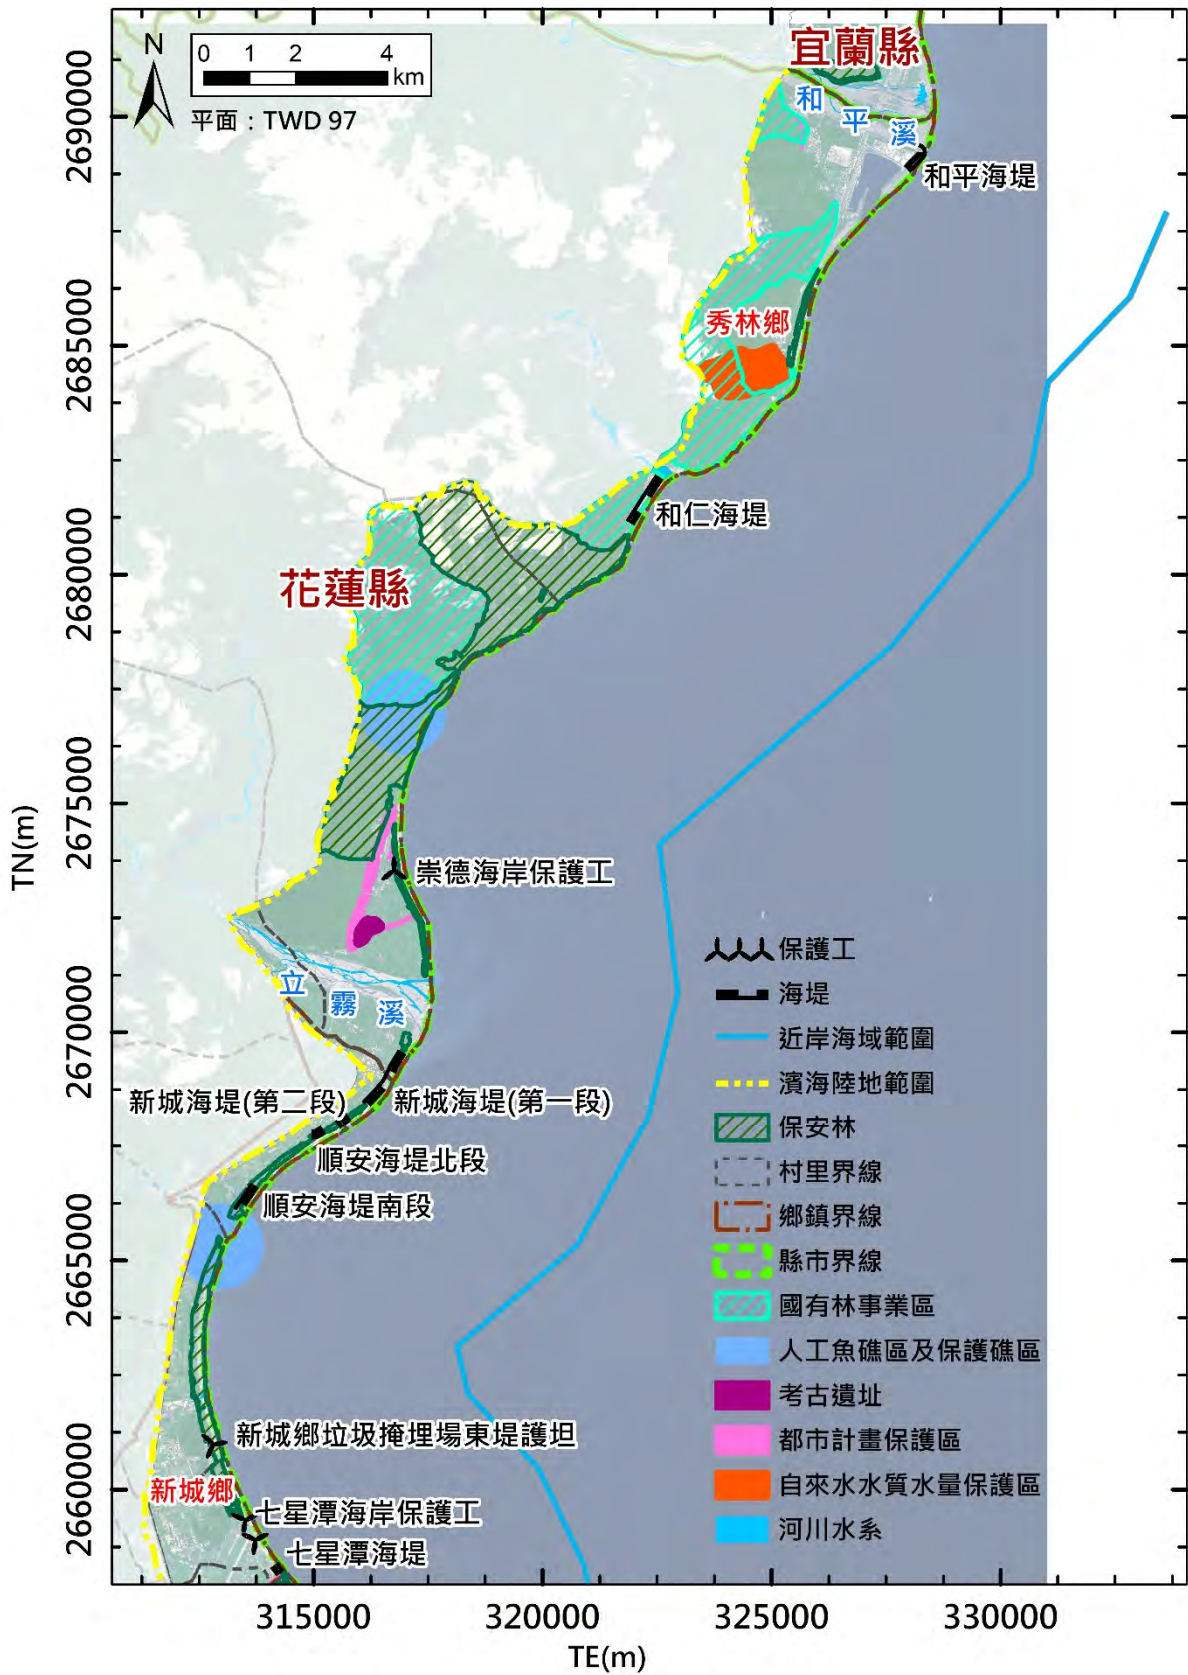 N
0 1 2 4
km
平面：TWD 97
宜蘭縣
和平溪
和平海堤
秀林鄉
和仁海堤
花蓮縣
崇德海岸保護工
立霧溪
新城海堤(第二段)
新城海堤(第一段)
順安海堤北段
順安海堤南段
新城鄉垃圾掩埋場東堤護坦
新城鄉
七星潭海岸保護工
七星潭海堤
保護工
海堤
近岸海域範圍
濱海陸地範圍
保安林
村里界線
鄉鎮界線
縣市界線
國有林事業區
人工魚礁區及保護礁區
考古遺址
都市計畫保護區
自來水水質水量保護區
河川水系
TN(m)
2690000
2685000
2680000
2675000
2670000
2665000
2660000
315000 320000 325000 330000
TE(m)